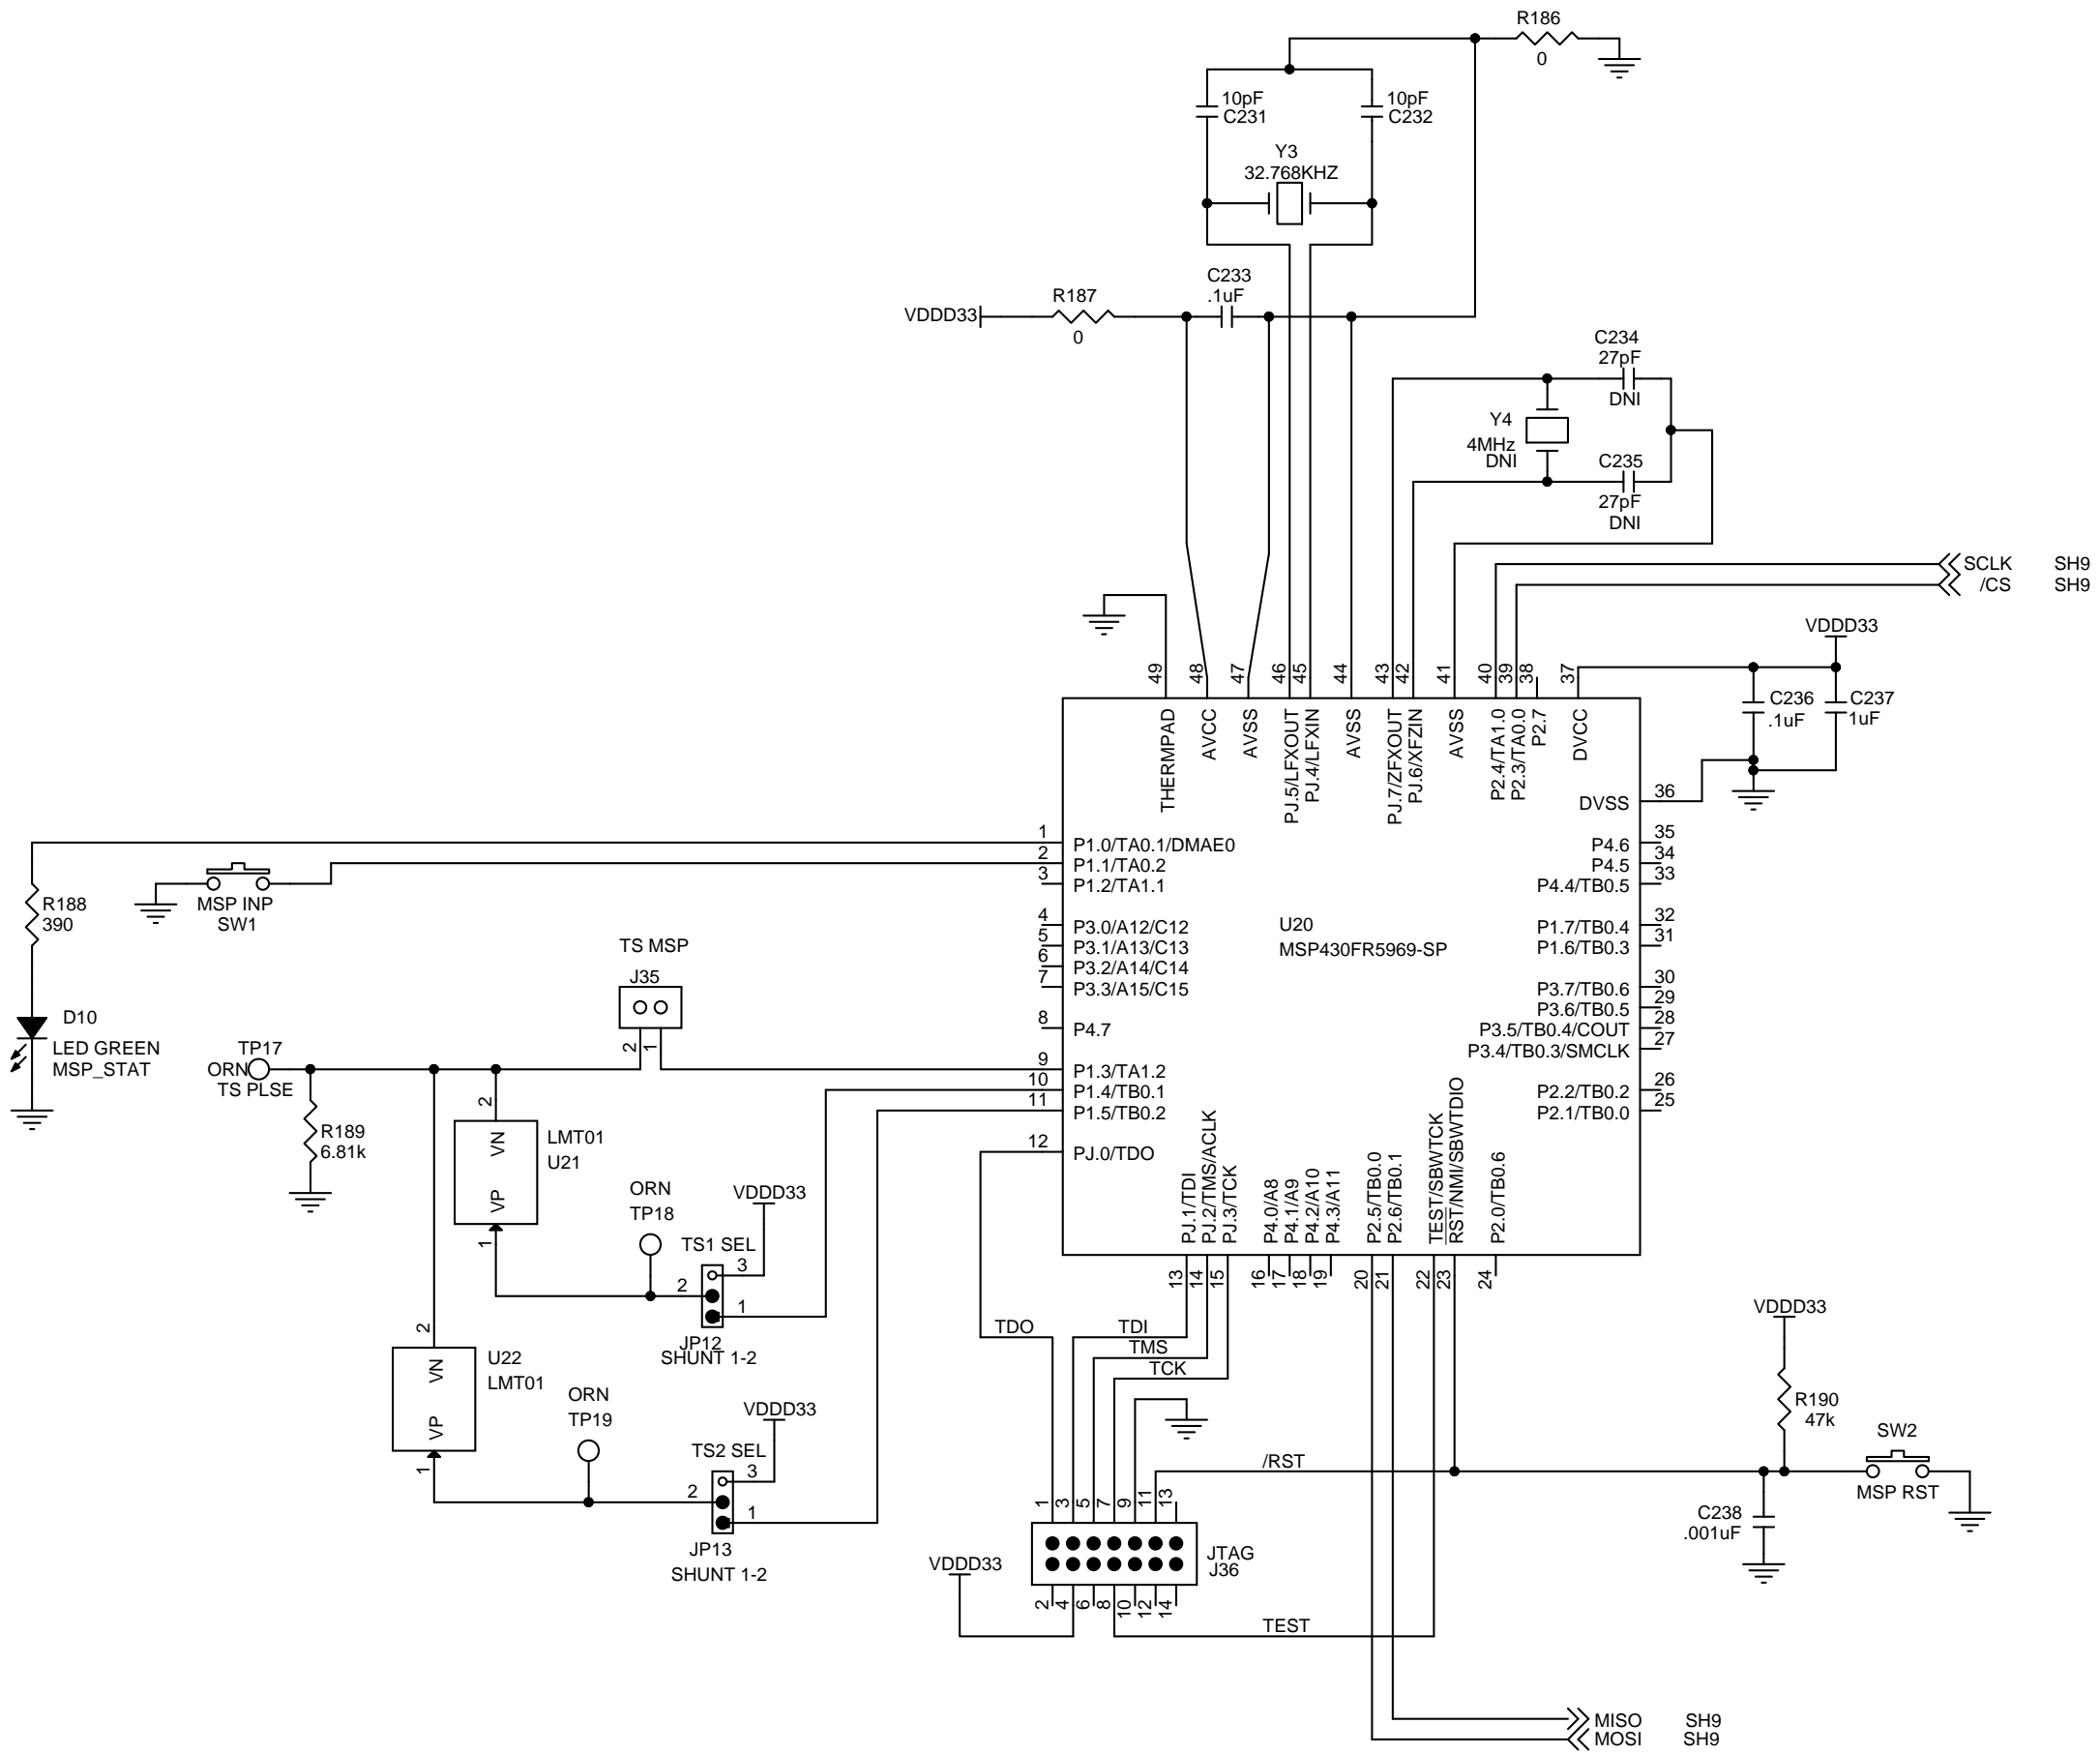 R186
0
10pF
C231
10pF
C232
Y3
32.768KHZ
C233
.1uF
R187
VDDD33
0
C234
27pF
DNI
Y4
4MHz
DNI
C235
27pF
DNI
SCLK SH9
/CS SH9
VDDD33
C236
.1uF
C237
1uF
49 48 47 46 45 44 43 42 41 40 39 38 37
THERMPAD
AVCC
AVSS
PJ.5/LFXOUT
PJ.4/LFXIN
AVSS
PJ.7/ZFXOUT
PJ.6/XFZIN
AVSS
P2.4/TA1.0
P2.3/TA0.0
P2.7
DVCC
DVSS 36
1 P1.0/TA0.1/DMAE0
2 P1.1/TA0.2
3 P1.2/TA1.1
4 P3.0/A12/C12
5 P3.1/A13/C13
6 P3.2/A14/C14
7 P3.3/A15/C15
8 P4.7
9 P1.3/TA1.2
10 P1.4/TB0.1
11 P1.5/TB0.2
12 PJ.0/TDO
U20
MSP430FR5969-SP
P4.6 35
P4.5 34
P4.4/TB0.5 33
P1.7/TB0.4 32
P1.6/TB0.3 31
P3.7/TB0.6 30
P3.6/TB0.5 29
P3.5/TB0.4/COUT 28
P3.4/TB0.3/SMCLK 27
P2.2/TB0.2 26
P2.1/TB0.0 25
PJ.1/TDI
PJ.2/TMS/ACLK
PJ.3/TCK
P4.0/A8
P4.1/A9
P4.2/A10
P4.3/A11
P2.5/TB0.0
P2.6/TB0.1
TEST/SBWTCK
RST/NMI/SBWTDIO
P2.0/TB0.6
13 14 15 16 17 18 19 20 21 22 23 24
R188
390
MSP INP
SW1
D10
LED GREEN
MSP_STAT
TS MSP
J35
2 1
TP17
ORN
TS PLSE
R189
6.81k
2
VN
VP
1
LMT01
U21
ORN
TP18
VDDD33
TS1 SEL
3
2
1
JP12
SHUNT 1-2
2
VN
VP
1
U22
LMT01
ORN
TP19
VDDD33
TS2 SEL
3
2
1
JP13
SHUNT 1-2
TDO
TDI
TMS
TCK
/RST
1 3 5 7 9 11 13
JTAG
J36
2 4 6 8 10 12 14
VDDD33
TEST
VDDD33
R190
47k
SW2
MSP RST
C238
.001uF
MISO SH9
MOSI SH9